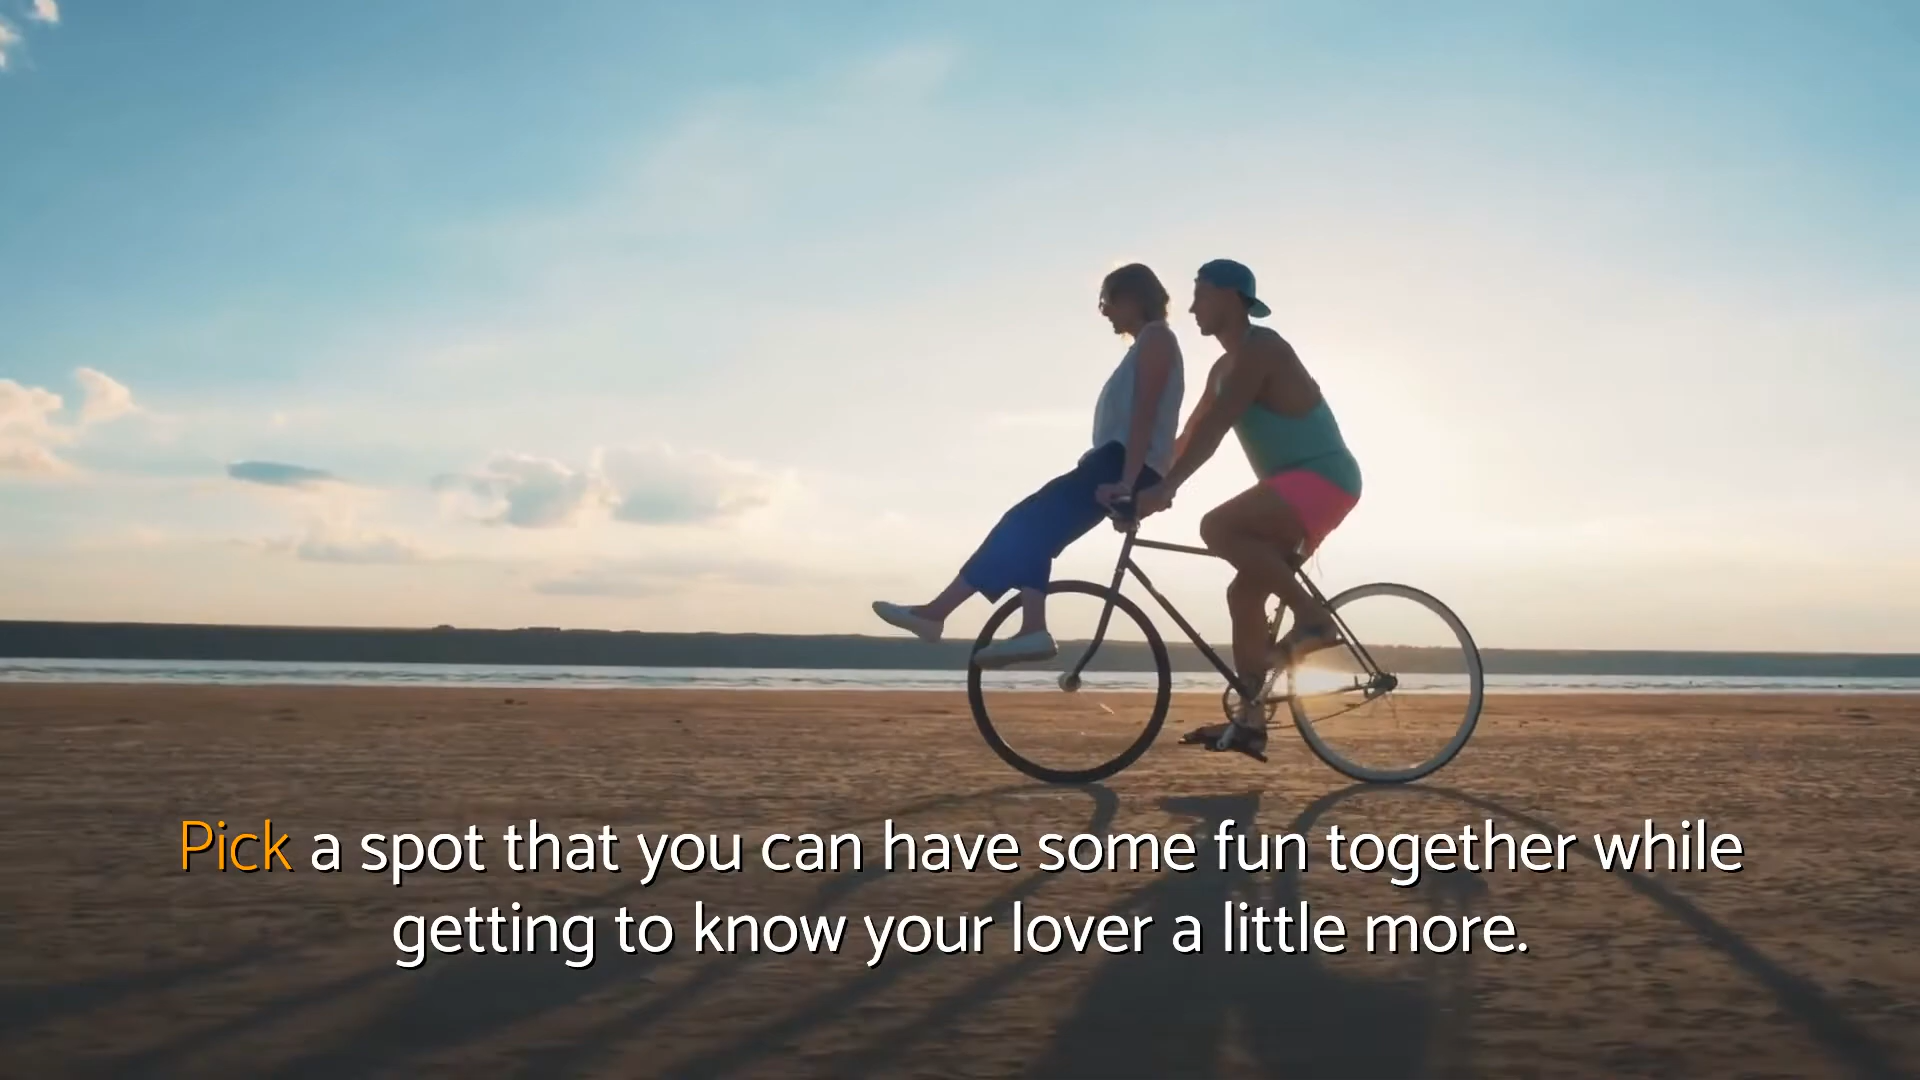 Pick a spot that you can have some fun together while
getting to know your lover a little more.